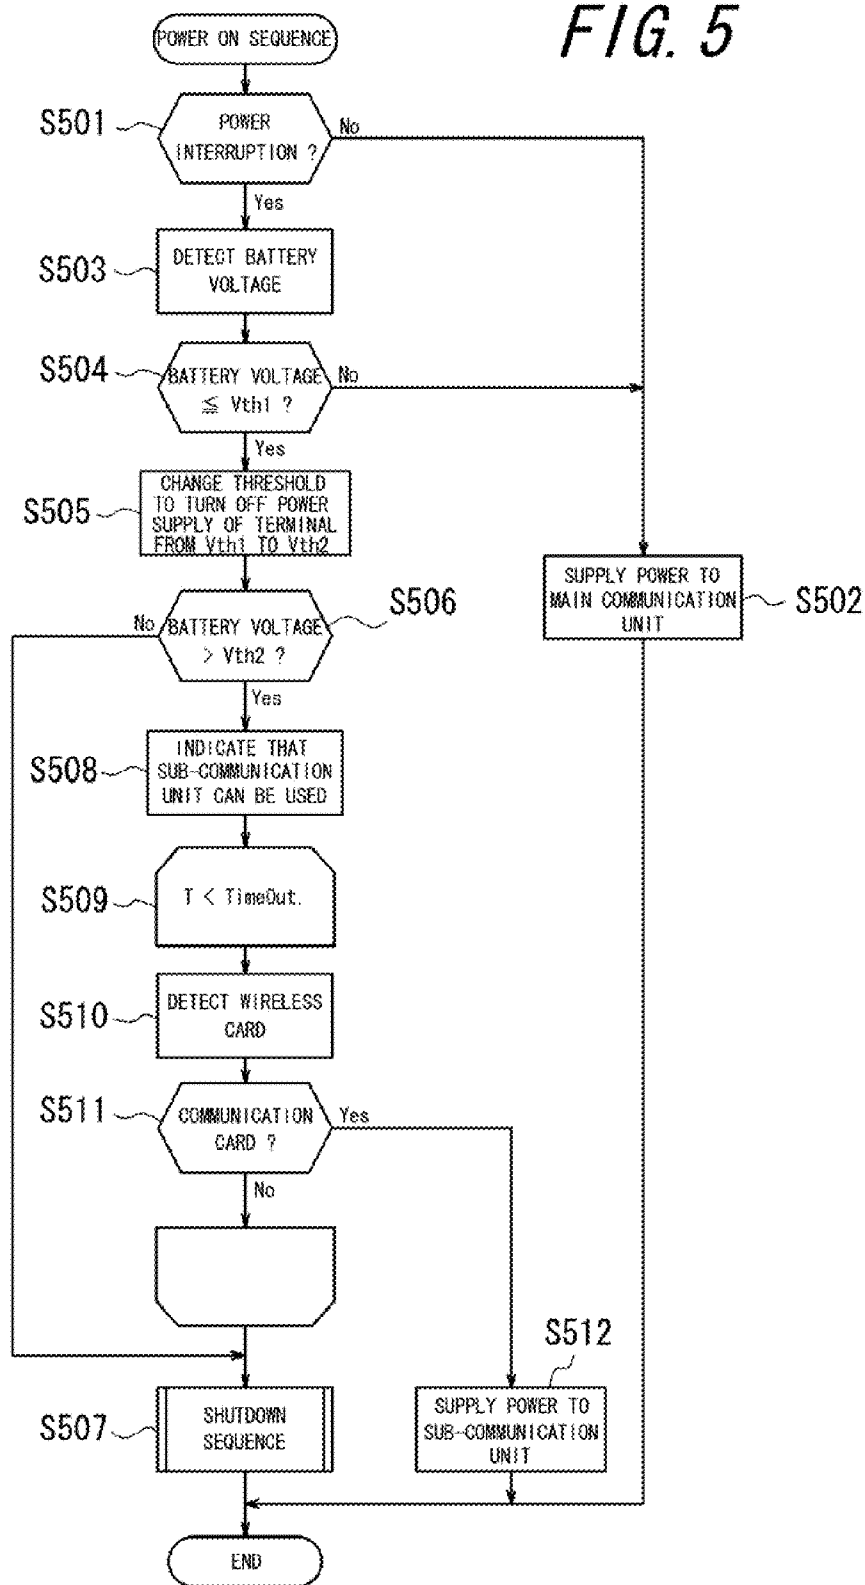 FIG. 5
POWER ON SEQUENCE
S501
POWER
INTERRUPTION ?
No
Yes
S503
DETECT BATTERY
VOLTAGE
S504
BATTERY VOLTAGE
≦ Vth1 ?
No
Yes
S505
CHANGE THRESHOLD
TO TURN OFF POWER
SUPPLY OF TERMINAL
FROM Vth1 TO Vth2
SUPPLY POWER TO
MAIN COMMUNICATION
UNIT
S502
S506
No
BATTERY VOLTAGE
> Vth2 ?
Yes
S508
INDICATE THAT
SUB-COMMUNICATION
UNIT CAN BE USED
S509
T < TimeOut.
S510
DETECT WIRELESS
CARD
S511
COMMUNICATION
CARD ?
Yes
No
S512
SUPPLY POWER TO
SUB-COMMUNICATION
UNIT
S507
SHUTDOWN
SEQUENCE
END